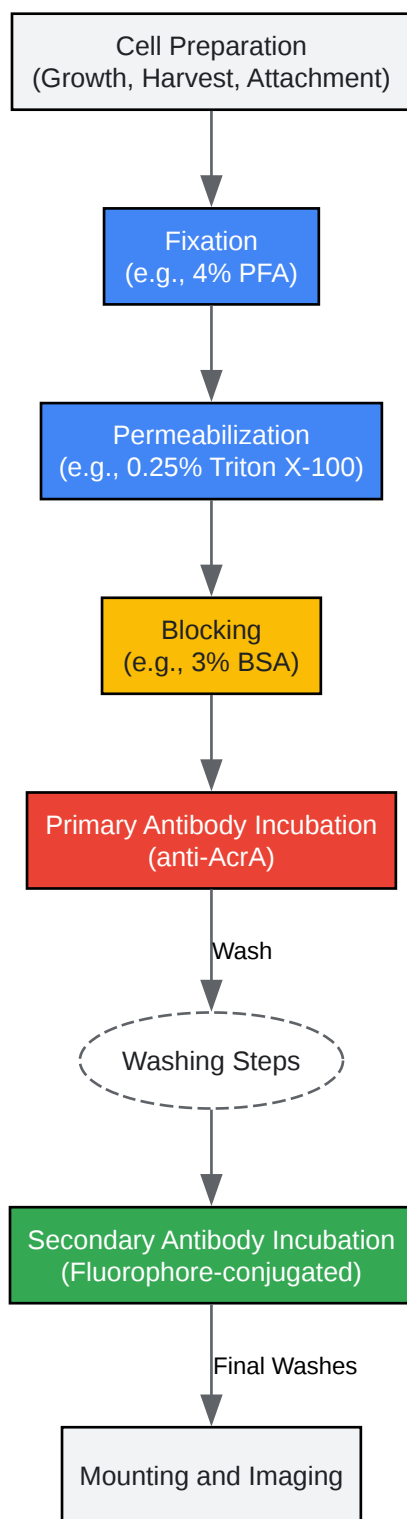 Cell Preparation
(Growth, Harvest, Attachment)
Fixation
(e.g., 4% PFA)
Permeabilization
(e.g., 0.25% Triton X-100)
Blocking
(e.g., 3% BSA)
Primary Antibody Incubation
(anti-AcrA)
Wash
Washing Steps
Secondary Antibody Incubation
(Fluorophore-conjugated)
Final Washes
Mounting and Imaging